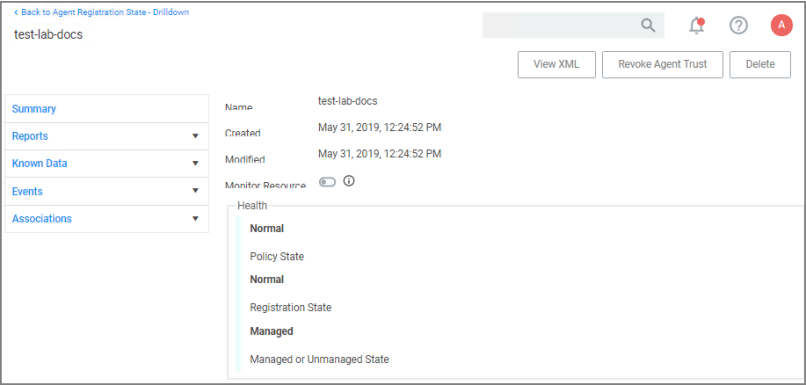 < Back to Agent Registration State - Drilldown
test-lab-docs
A
View XML
Revoke Agent Trust
Delete
Summary
Reports
Known Data
Events
Associations
Name test-lab-docs
Created May 31, 2019, 12:24:52 PM
Modified May 31, 2019, 12:24:52 PM
Monitor Resource
Health
Normal
Policy State
Normal
Registration State
Managed
Managed or Unmanaged State